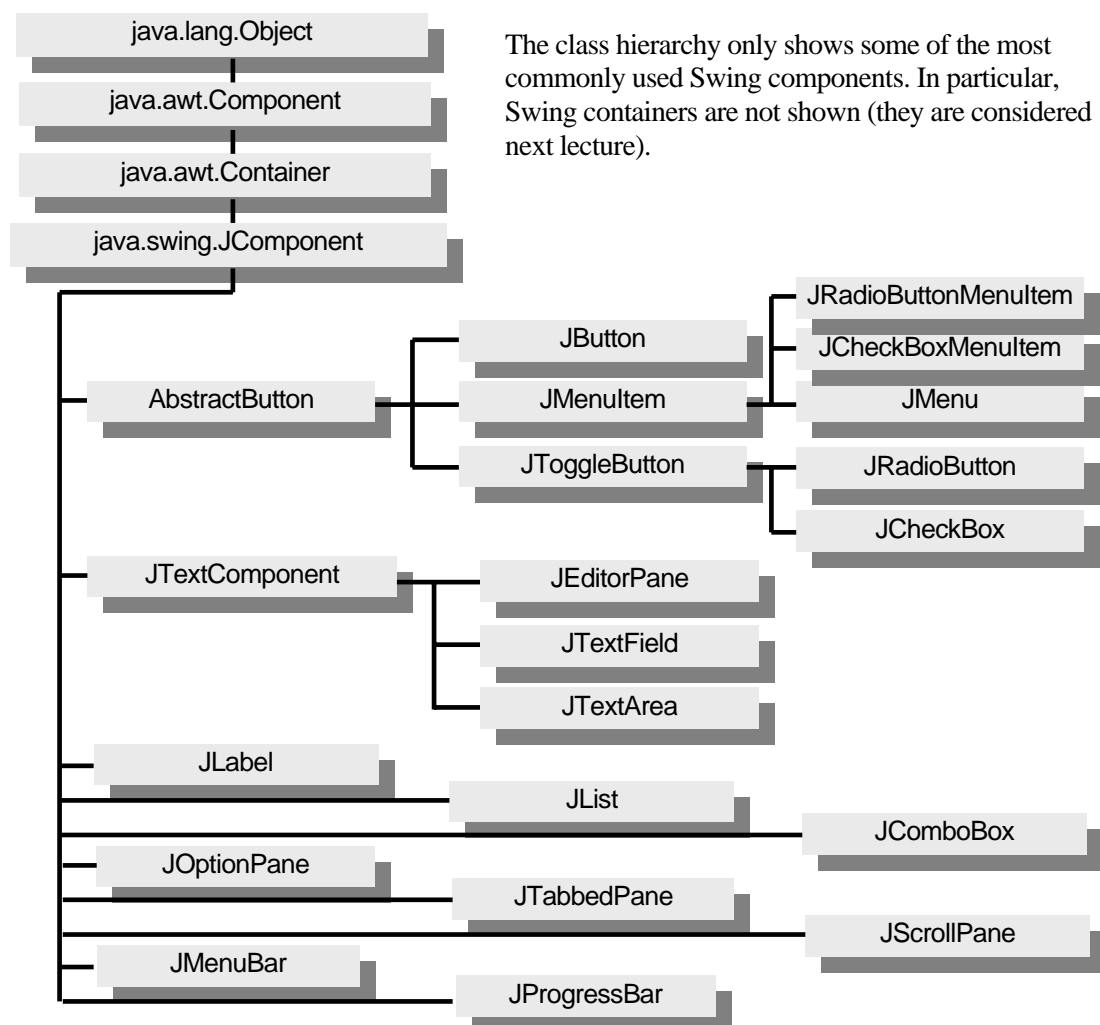 java.lang.Object
java.awt.Component
java.awt.Container
java.swing.JComponent
The class hierarchy only shows some of the most
commonly used Swing components. In particular,
Swing containers are not shown (they are considered
next lecture).
AbstractButton
JButton
JMenuItem
JToggleButton
JRadioButtonMenuItem
JCheckBoxMenuItem
JMenu
JRadioButton
JCheckBox
JTextComponent
JEditorPane
JTextField
JTextArea
JLabel
JList
JComboBox
JOptionPane
JTabbedPane
JScrollPane
JMenuBar
JProgressBar